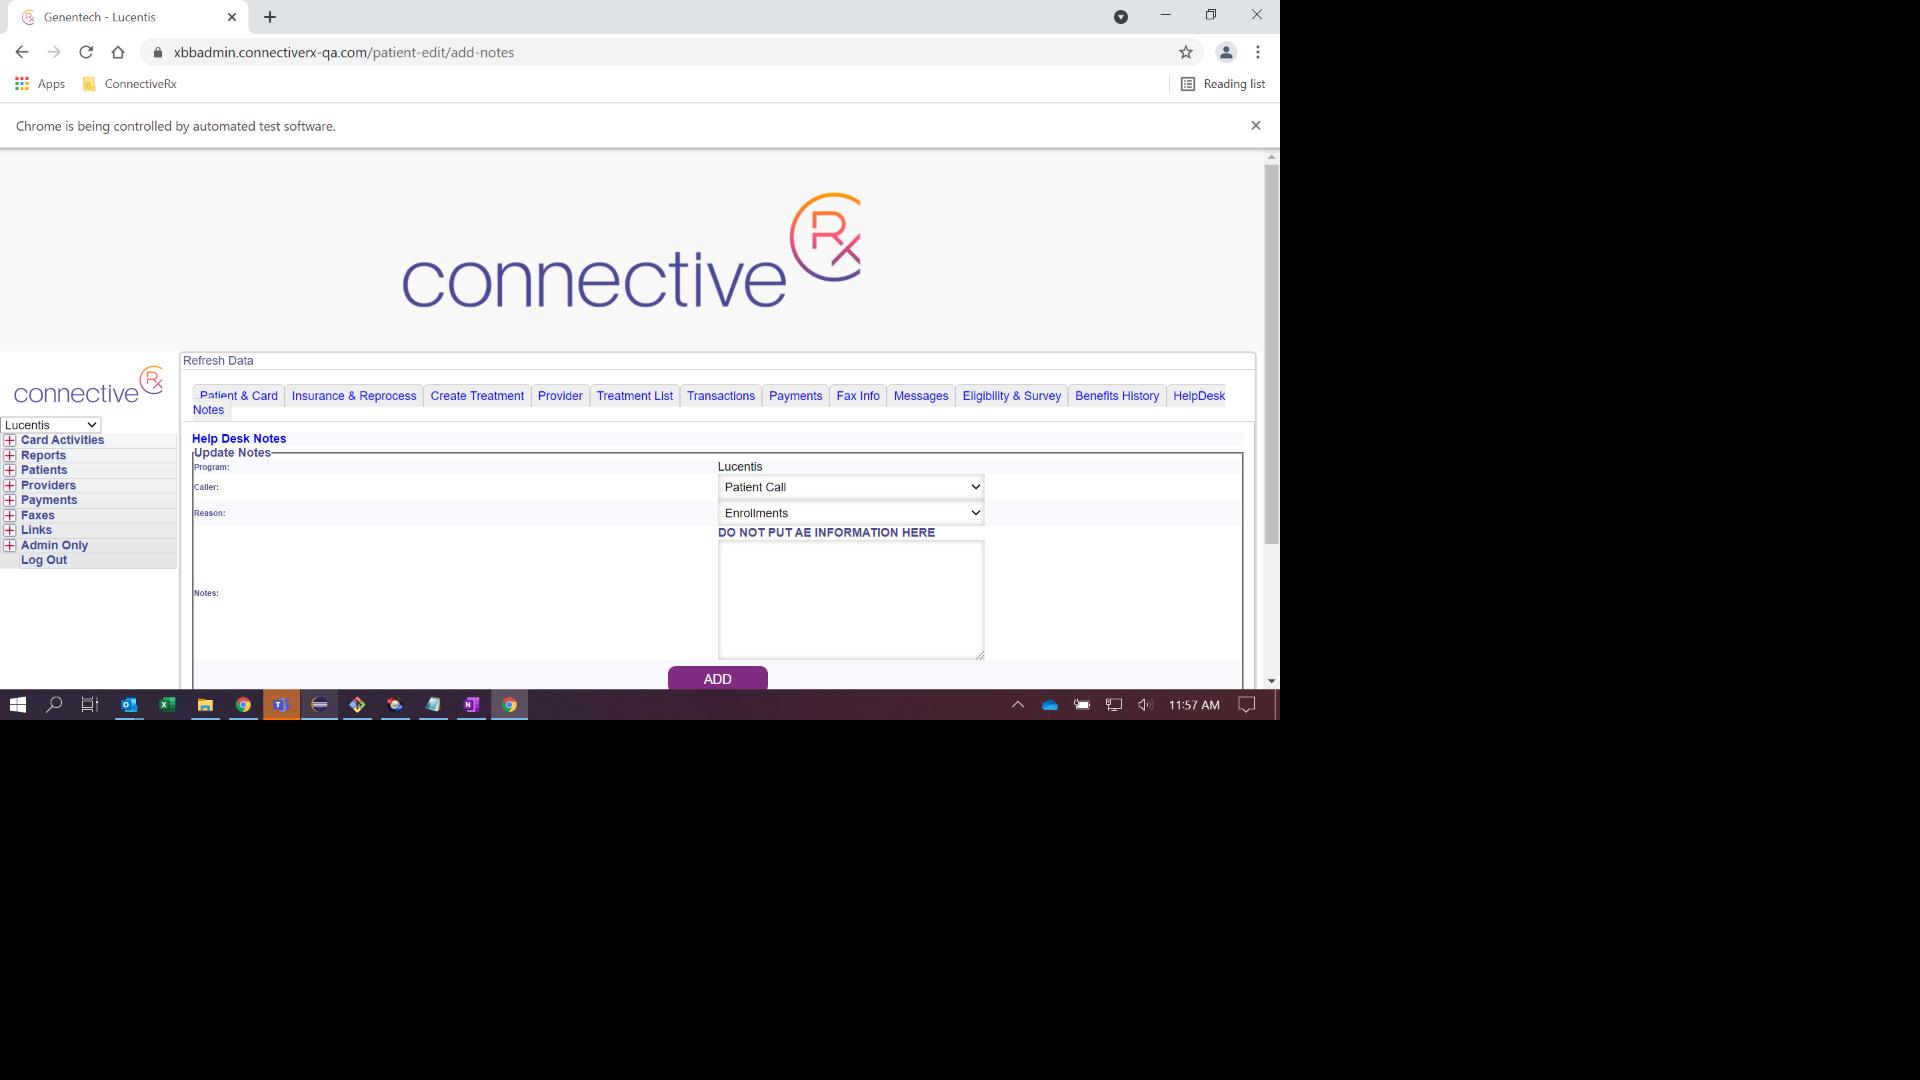 Genentech - Lucentis
xbbadmin.connectiverx-qa.com/patient-edit/add-notes
Apps ConnectiveRx Reading list
Chrome is being controlled by automated test software.
connective Rx
connective Rx
Refresh Data
Patient & Card Insurance & Reprocess Create Treatment Provider Treatment List Transactions Payments Fax Info Messages Eligibility & Survey Benefits History HelpDesk
Notes
Lucentis
Card Activities
Reports
Patients
Providers
Payments
Faxes
Links
Admin Only
Log Out
Help Desk Notes
Update Notes
Program: Lucentis
Caller: Patient Call
Reason: Enrollments
DO NOT PUT AE INFORMATION HERE
Notes:
ADD
11:57 AM